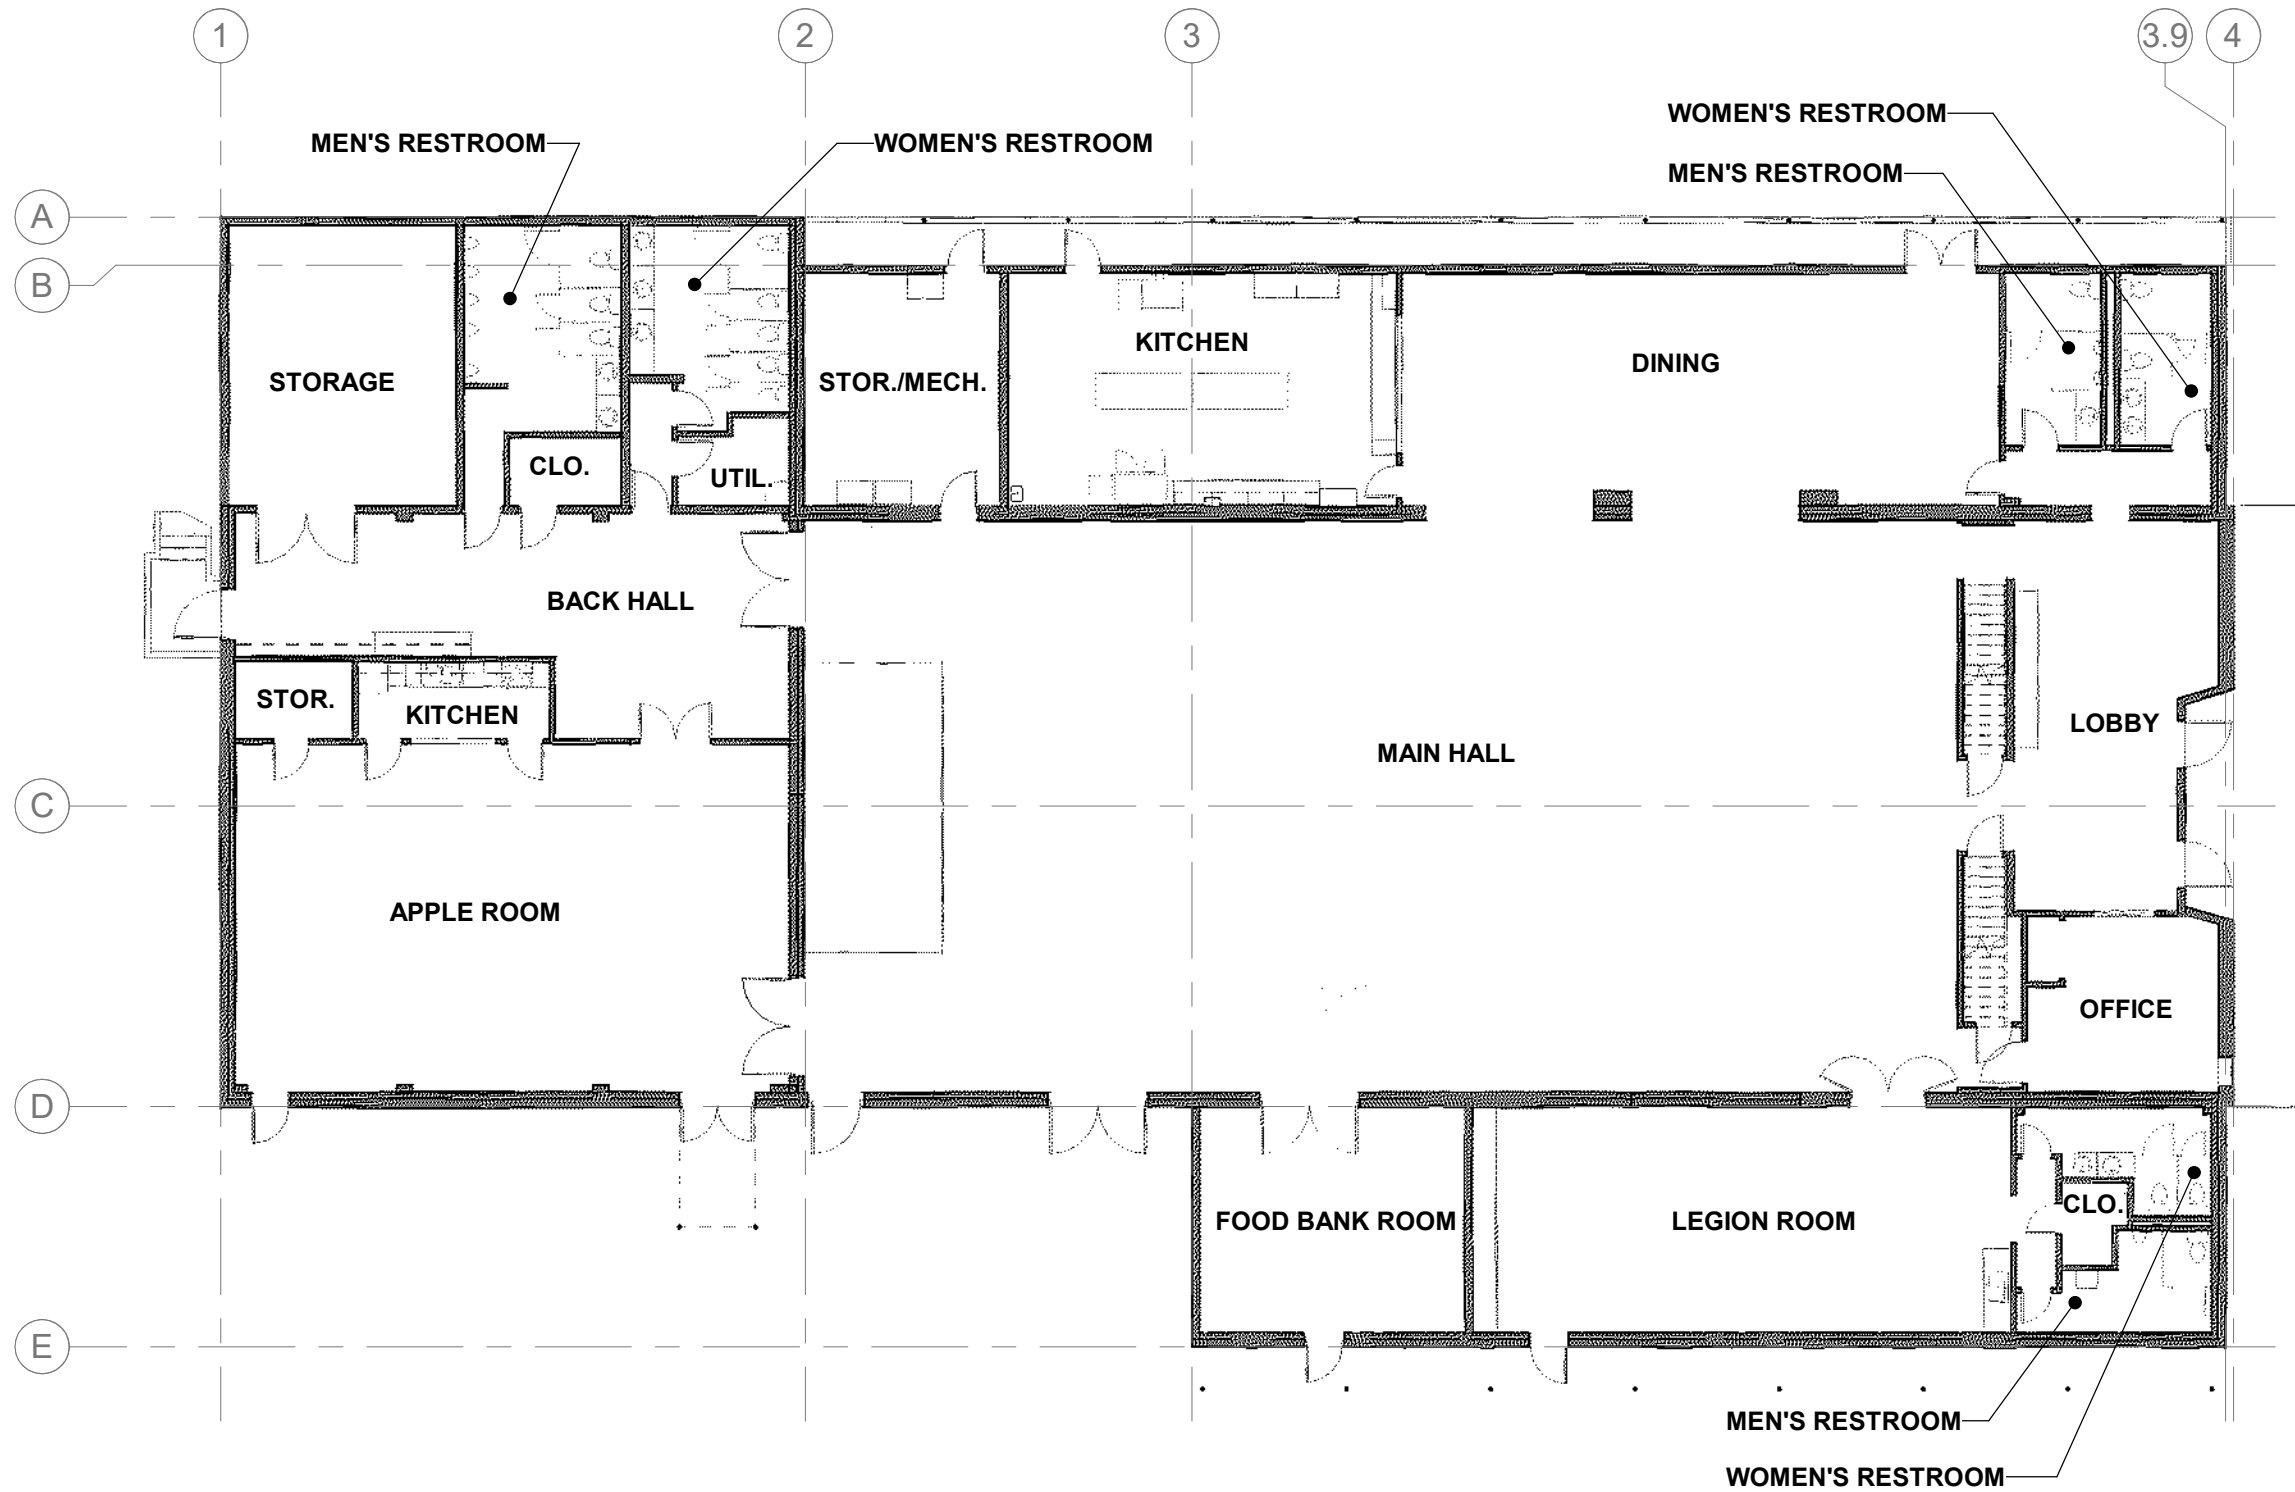 1
2
3
3.9
4
WOMEN'S RESTROOM
MEN'S RESTROOM
WOMEN'S RESTROOM
MEN'S RESTROOM
A
B
KITCHEN
DINING
STORAGE
STOR./MECH.
CLO.
UTIL.
BACK HALL
STOR.
KITCHEN
LOBBY
MAIN HALL
C
APPLE ROOM
OFFICE
D
CLO.
FOOD BANK ROOM
LEGION ROOM
E
MEN'S RESTROOM
WOMEN'S RESTROOM